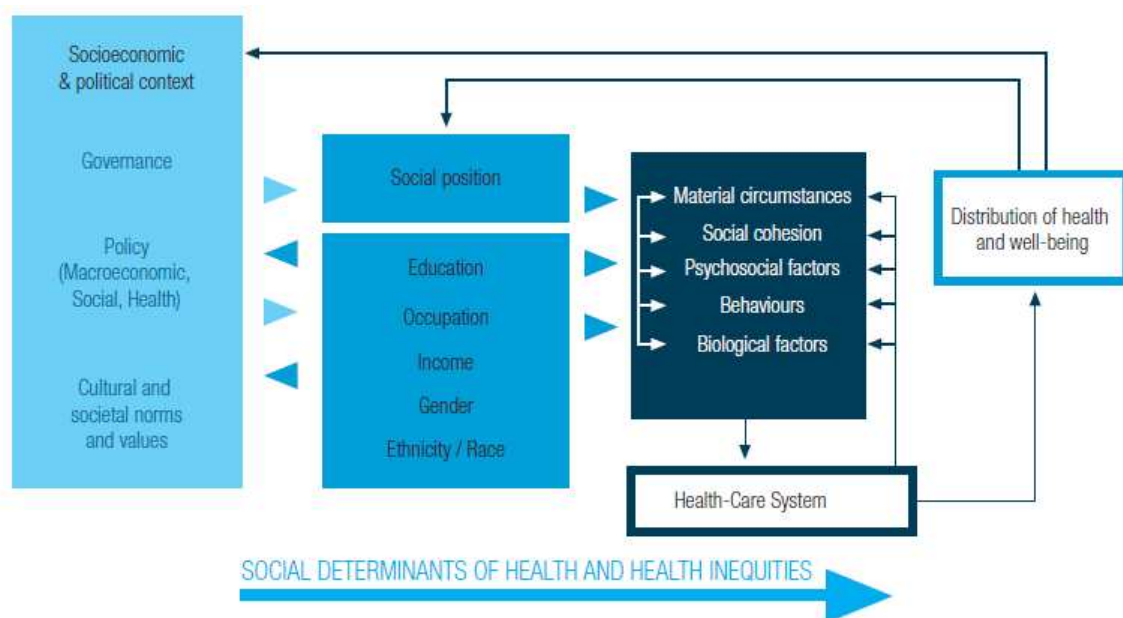 Socioeconomic
& political context
Governance
Policy
(Macroeconomic,
Social, Health)
Cultural and
societal norms
and values
Social position
Education
Occupation
Income
Gender
Ethnicity / Race
Material circumstances
Social cohesion
Psychosocial factors
Behaviours
Biological factors
Health-Care System
Distribution of health
and well-being
SOCIAL DETERMINANTS OF HEALTH AND HEALTH INEQUITIES